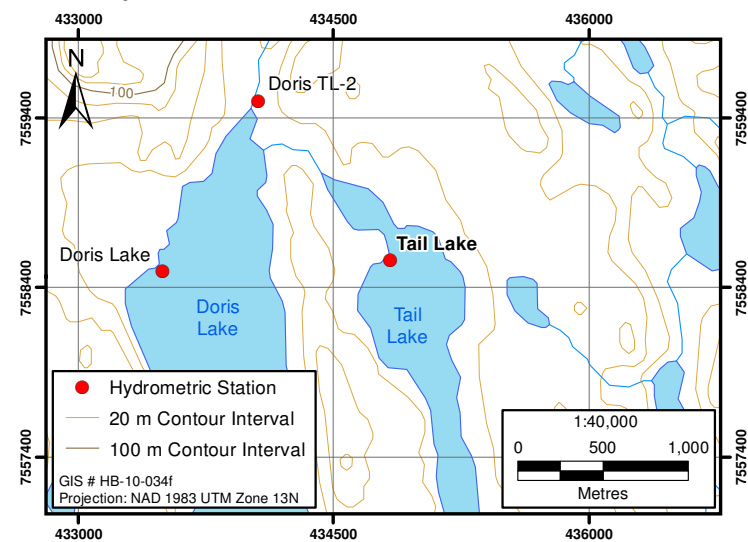 433000 434500 436000
N
100
Doris TL-2
7559400 7559400
Tail Lake
Doris Lake
7558400 7558400
Doris
Lake
Tail
Lake
Hydrometric Station
20 m Contour Interval
100 m Contour Interval
GIS # HB-10-034f
Projection: NAD 1983 UTM Zone 13N
1:40,000
0 500 1,000
Metres
7557400 7557400
433000 434500 436000